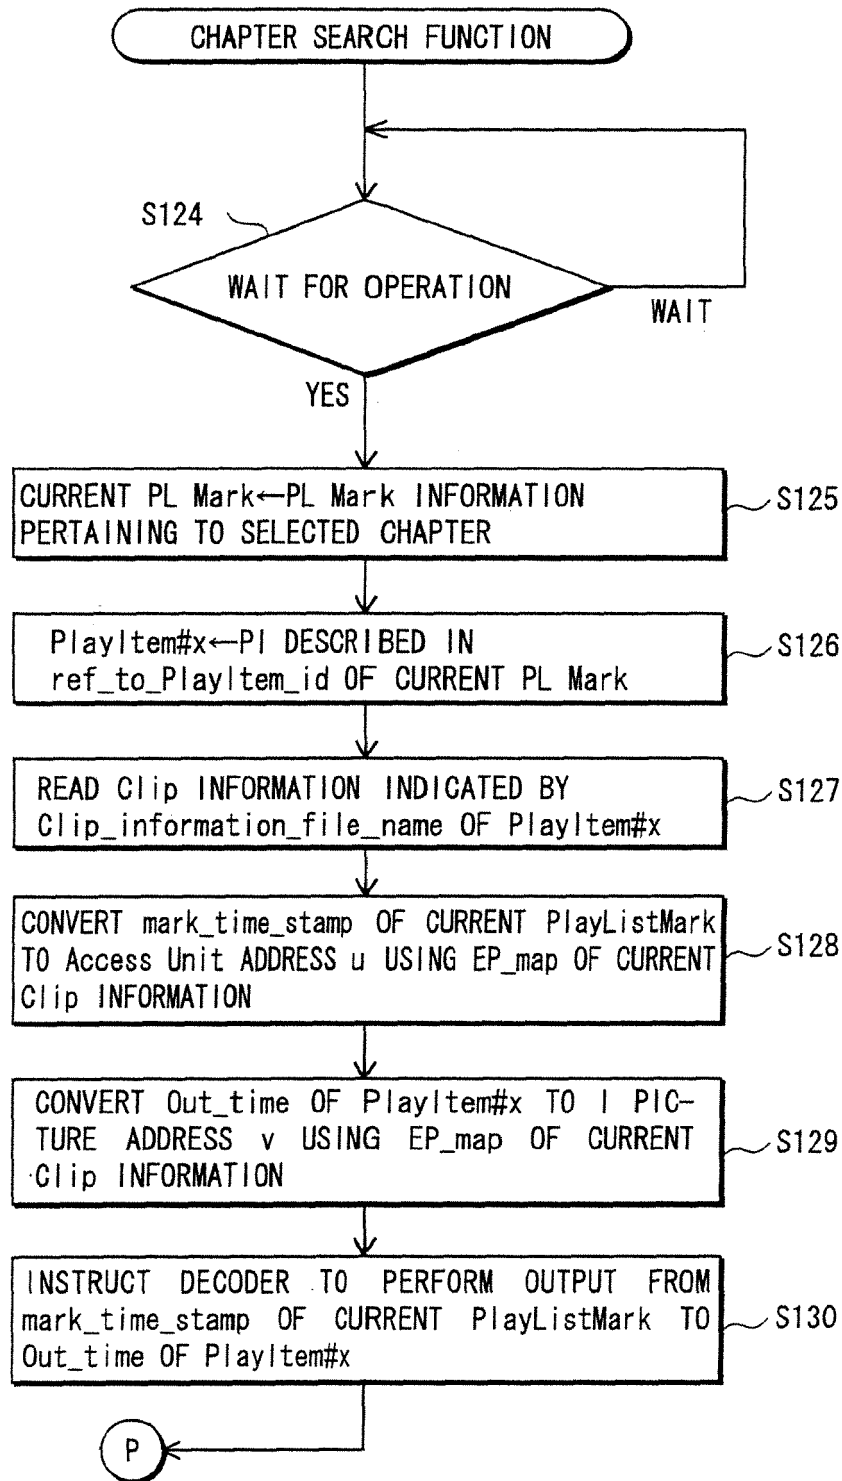 CHAPTER SEARCH FUNCTION
S124
WAIT FOR OPERATION
WAIT
YES
CURRENT PL Mark←PL Mark INFORMATION
PERTAINING TO SELECTED CHAPTER
S125
PlayItem#x←PI DESCRIBED IN
ref_to_PlayItem_id OF CURRENT PL Mark
S126
READ Clip INFORMATION INDICATED BY
Clip_information_file_name OF PlayItem#x
S127
CONVERT mark_time_stamp OF CURRENT PlayListMark
TO Access Unit ADDRESS u USING EP_map OF CURRENT
Clip INFORMATION
S128
CONVERT Out_time OF PlayItem#x TO I PIC-
TURE ADDRESS v USING EP_map OF CURRENT
Clip INFORMATION
S129
INSTRUCT DECODER TO PERFORM OUTPUT FROM
mark_time_stamp OF CURRENT PlayListMark TO
Out_time OF PlayItem#x
S130
P